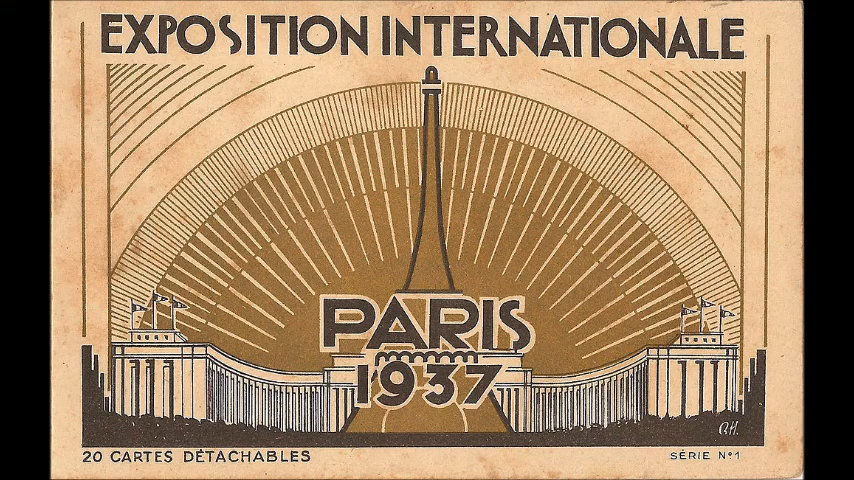 EXPOSITION INTERNATIONALE
PARIS
1937
20 CARTES DÉTACHABLES
SÉRIE N°1